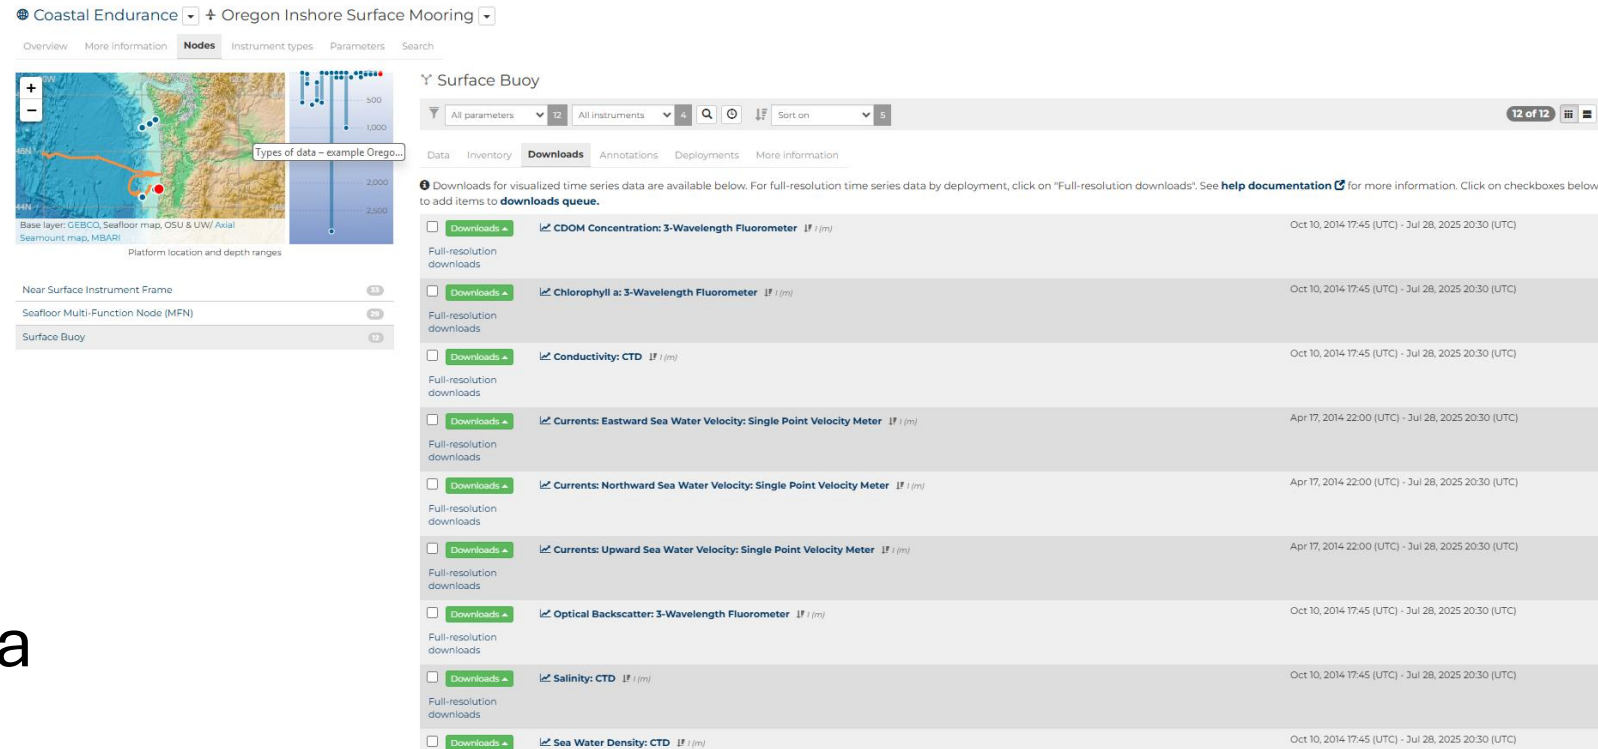 Coastal Endurance Oregon Inshore Surface Mooring
Overview More information Nodes Instrument types Parameters Search
+
−
500
1,000
2,000
2,500
45N
44N
Types of data – example Orego...
Base layer: GEBCO, Seafloor map, OSU & UW/ Axial
Seamount map, MBARI
Platform location and depth ranges
Near Surface Instrument Frame 33
Seafloor Multi-Function Node (MFN) 29
Surface Buoy 12
a
Surface Buoy
All parameters 12 All instruments 4 Sort on 5 12 of 12
Data Inventory Downloads Annotations Deployments More information
Downloads for visualized time series data are available below. For full-resolution time series data by deployment, click on "Full-resolution downloads". See help documentation for more information. Click on checkboxes below
to add items to downloads queue.
Downloads CDOM Concentration: 3-Wavelength Fluorometer 1 (m) Oct 10, 2014 17:45 (UTC) - Jul 28, 2025 20:30 (UTC)
Full-resolution
downloads
Downloads Chlorophyll a: 3-Wavelength Fluorometer 1 (m) Oct 10, 2014 17:45 (UTC) - Jul 28, 2025 20:30 (UTC)
Full-resolution
downloads
Downloads Conductivity: CTD 1 (m) Oct 10, 2014 17:45 (UTC) - Jul 28, 2025 20:30 (UTC)
Full-resolution
downloads
Downloads Currents: Eastward Sea Water Velocity: Single Point Velocity Meter 1 (m) Apr 17, 2014 22:00 (UTC) - Jul 28, 2025 20:30 (UTC)
Full-resolution
downloads
Downloads Currents: Northward Sea Water Velocity: Single Point Velocity Meter 1 (m) Apr 17, 2014 22:00 (UTC) - Jul 28, 2025 20:30 (UTC)
Full-resolution
downloads
Downloads Currents: Upward Sea Water Velocity: Single Point Velocity Meter 1 (m) Apr 17, 2014 22:00 (UTC) - Jul 28, 2025 20:30 (UTC)
Full-resolution
downloads
Downloads Optical Backscatter: 3-Wavelength Fluorometer 1 (m) Oct 10, 2014 17:45 (UTC) - Jul 28, 2025 20:30 (UTC)
Full-resolution
downloads
Downloads Salinity: CTD 1 (m) Oct 10, 2014 17:45 (UTC) - Jul 28, 2025 20:30 (UTC)
Full-resolution
downloads
Downloads Sea Water Density: CTD 1 (m) Oct 10, 2014 17:45 (UTC) - Jul 28, 2025 20:30 (UTC)